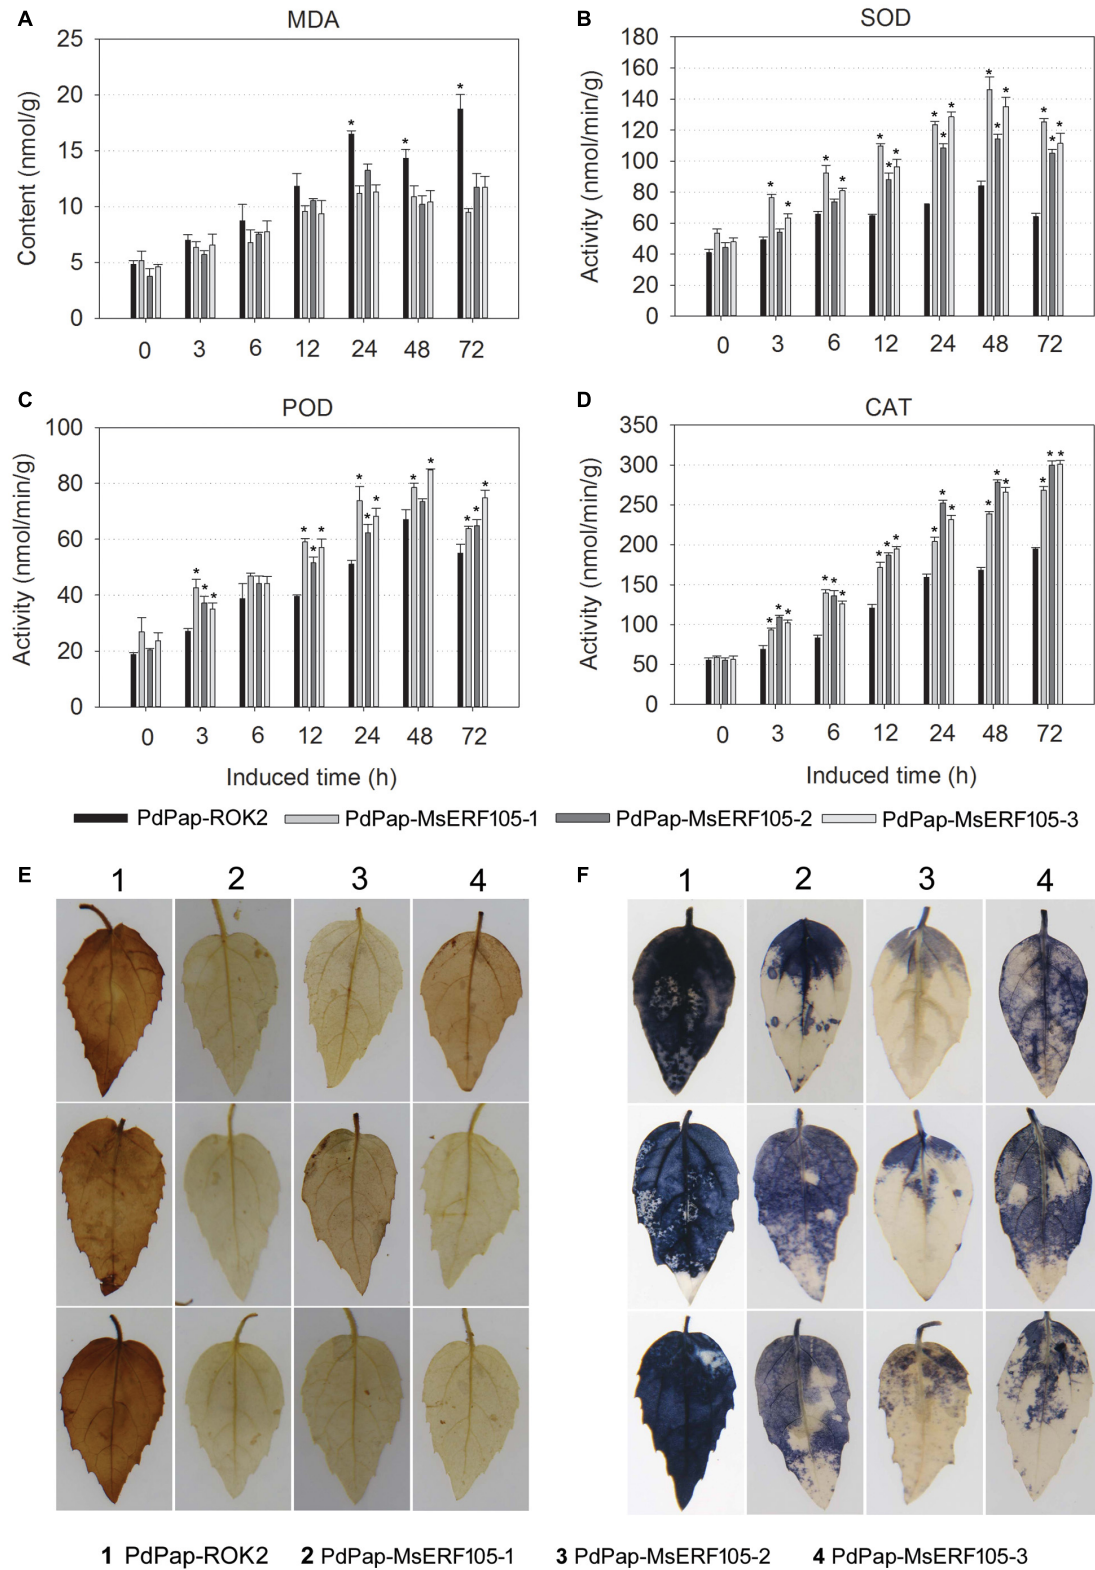 A MDA
Content (nmol/g)
25
20
15
10
5
0
* * * *
0 3 6 12 24 48 72
B SOD
Activity (nmol/min/g)
180
160
140
120
100
80
60
40
20
0
0 3 6 12 24 48 72
C POD
Activity (nmol/min/g)
100
80
60
40
20
0
0 3 6 12 24 48 72
Induced time (h)
D CAT
Activity (nmol/min/g)
350
300
250
200
150
100
50
0
0 3 6 12 24 48 72
Induced time (h)
PdPap-ROK2 PdPap-MsERF105-1 PdPap-MsERF105-2 PdPap-MsERF105-3
E 1 2 3 4
F 1 2 3 4
1 PdPap-ROK2 2 PdPap-MsERF105-1 3 PdPap-MsERF105-2 4 PdPap-MsERF105-3